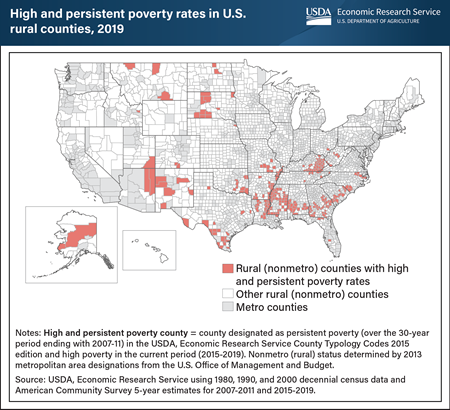 High and persistent poverty rates in U.S.
rural counties, 2019
USDA Economic Research Service
U.S. DEPARTMENT OF AGRICULTURE
Rural (nonmetro) counties with high
and persistent poverty rates
Other rural (nonmetro) counties
Metro counties
Notes: High and persistent poverty county = county designated as persistent poverty (over the 30-year
period ending with 2007-11) in the USDA, Economic Research Service County Typology Codes 2015
edition and high poverty in the current period (2015-2019). Nonmetro (rural) status determined by 2013
metropolitan area designations from the U.S. Office of Management and Budget.
Source: USDA, Economic Research Service using 1980, 1990, and 2000 decennial census data and
American Community Survey 5-year estimates for 2007-2011 and 2015-2019.